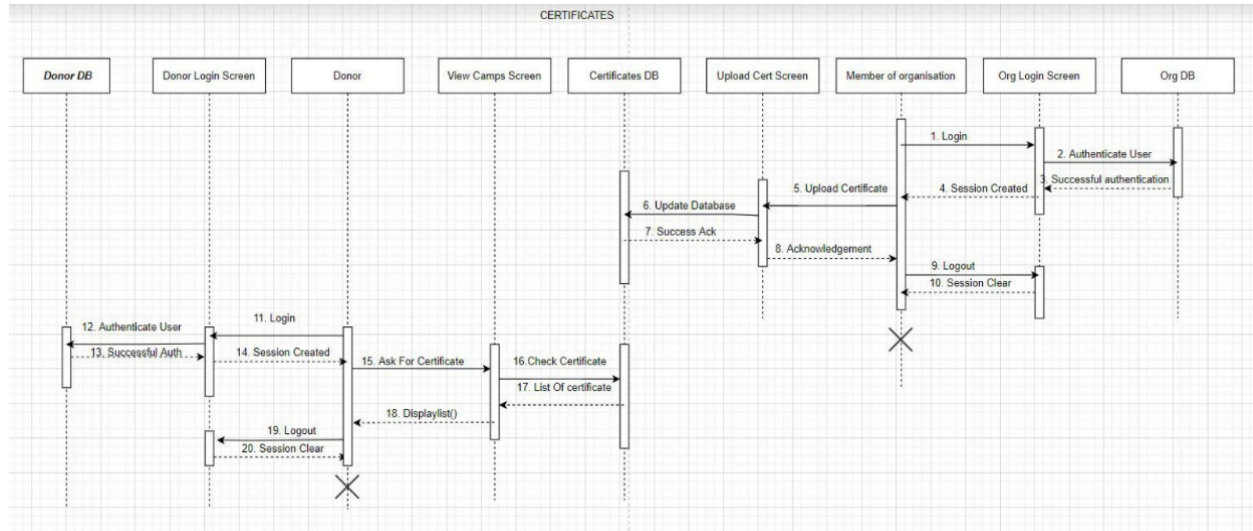 CERTIFICATES
Donor DB
Donor Login Screen
Donor
View Camps Screen
Certificates DB
Upload Cert Screen
Member of organisation
Org Login Screen
Org DB
1. Login
2. Authenticate User
3. Successful authentication
4. Session Created
5. Upload Certificate
6. Update Database
7. Success Ack
8. Acknowledgement
9. Logout
10. Session Clear
11. Login
12. Authenticate User
13. Successful Auth
14. Session Created
15. Ask For Certificate
16.Check Certificate
17. List Of certificate
18. Displaylist()
19. Logout
20. Session Clear